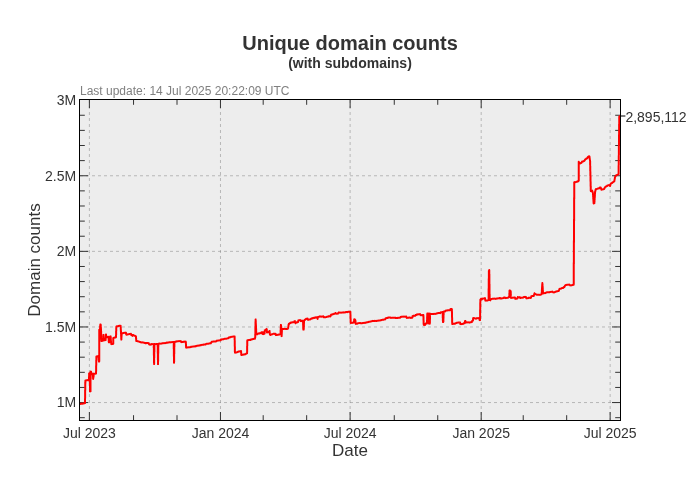 Unique domain counts
(with subdomains)
Last update: 14 Jul 2025 20:22:09 UTC
3M
2,895,112
2.5M
2M
1.5M
1M
Domain counts
Jul 2023 Jan 2024 Jul 2024 Jan 2025 Jul 2025
Date